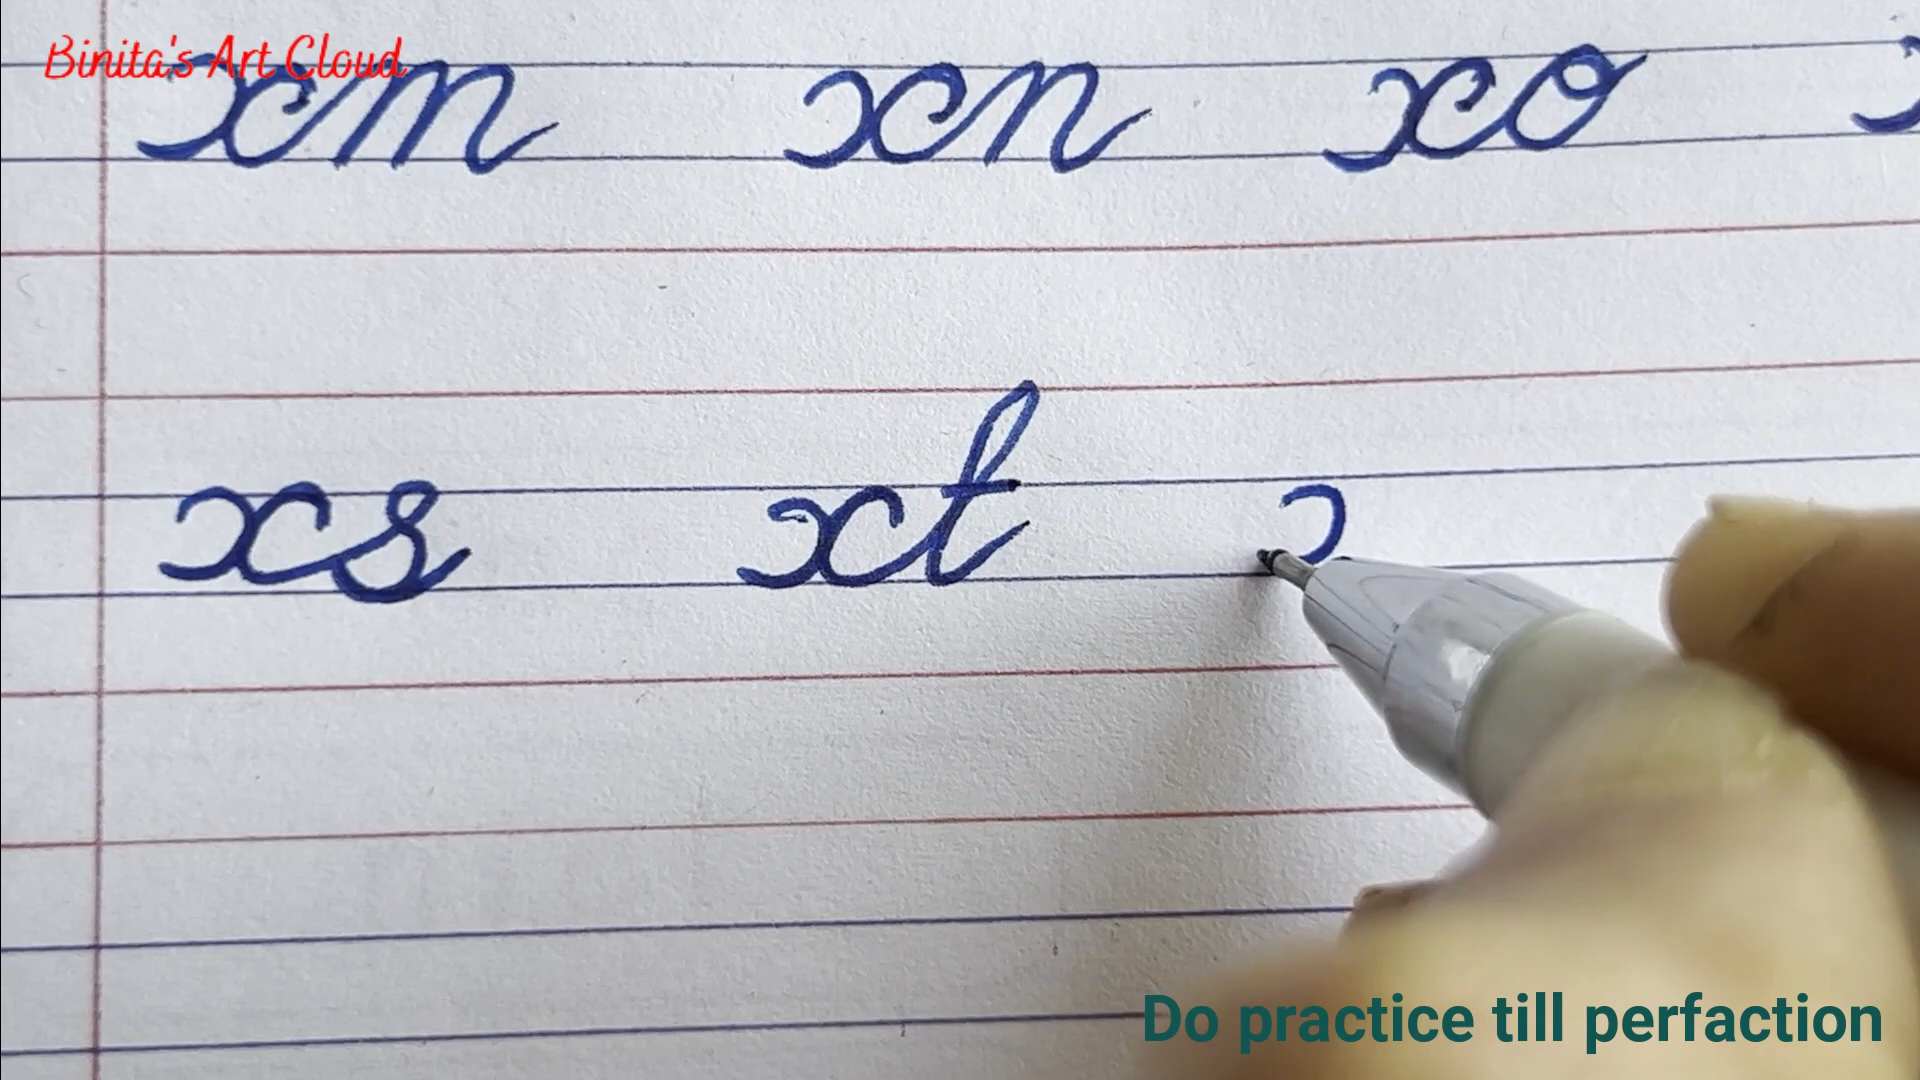 Binita's Art Cloud
xm xn xo
xs xt
Do practice till perfaction